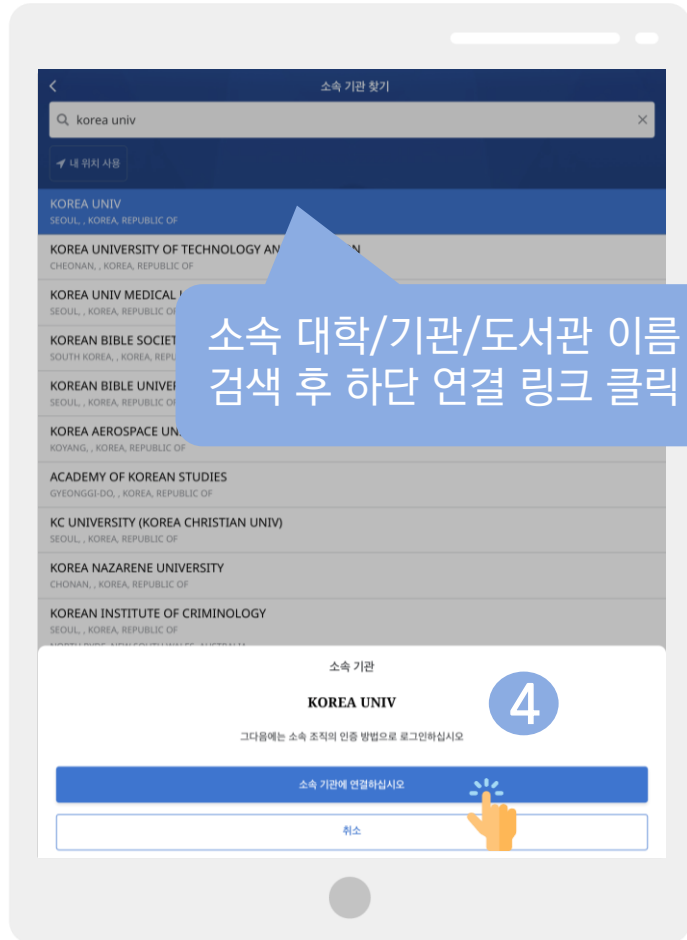 소속 기관 찾기
korea univ
내 위치 사용
KOREA UNIV
SEOUL, , KOREA, REPUBLIC OF
KOREA UNIVERSITY OF TECHNOLOGY AN
CHEONAN, , KOREA, REPUBLIC OF
KOREA UNIV MEDICAL
SEOUL, , KOREA, REPUBLIC OF
소속 대학/기관/도서관 이름
검색 후 하단 연결 링크 클릭
KOREAN BIBLE SOCIET
SOUTH KOREA, , KOREA, REPU
KOREAN BIBLE UNIVER
SEOUL, , KOREA, REPUBLIC OF
KOREA AEROSPACE UN
KOYANG, , KOREA, REPUBLIC OF
ACADEMY OF KOREAN STUDIES
GYEONGGI-DO, , KOREA, REPUBLIC OF
KC UNIVERSITY (KOREA CHRISTIAN UNIV)
SEOUL, , KOREA, REPUBLIC OF
KOREA NAZARENE UNIVERSITY
CHONAN, , KOREA, REPUBLIC OF
KOREAN INSTITUTE OF CRIMINOLOGY
SEOUL, , KOREA, REPUBLIC OF
소속 기관
KOREA UNIV
4
그다음에는 소속 조직의 인증 방법으로 로그인하십시오
소속 기관에 연결하십시오
취소